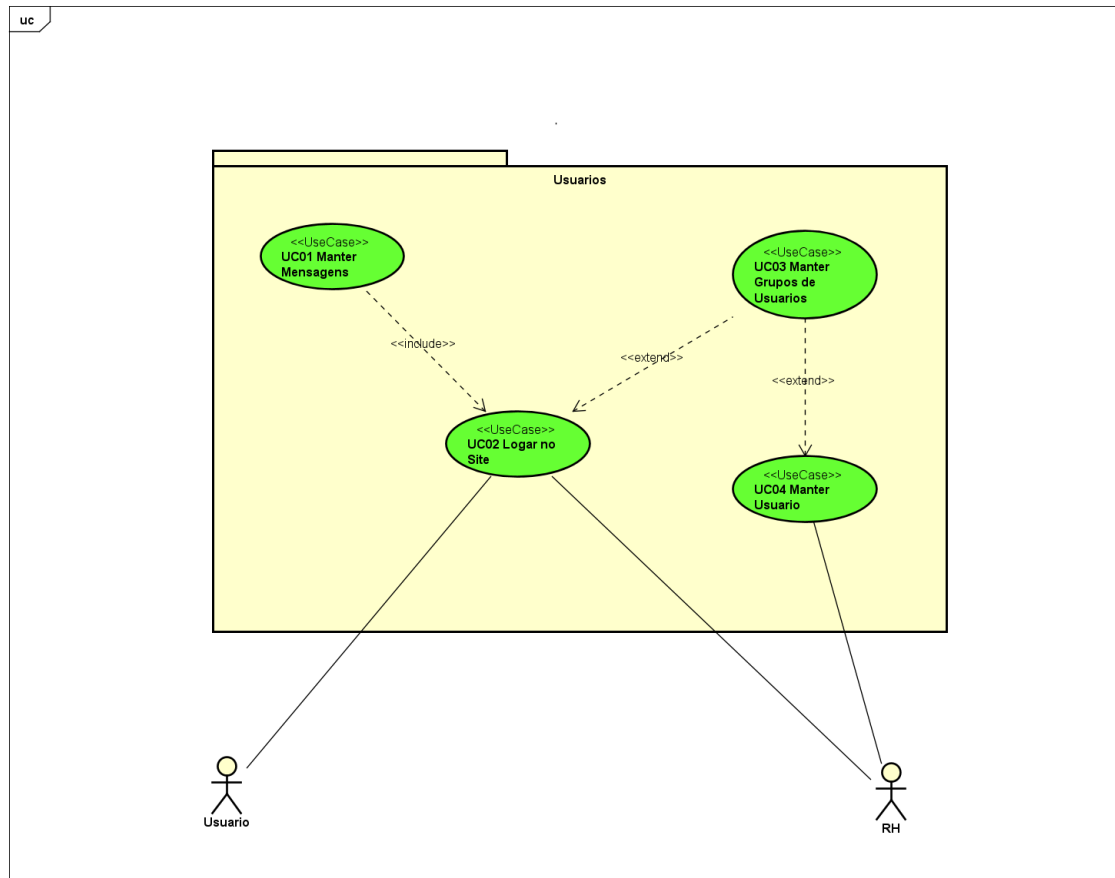 uc
Usuarios
<<UseCase>>
UC01 Manter
Mensagens
<<UseCase>>
UC03 Manter
Grupos de
Usuarios
<<include>>
<<extend>>
<<extend>>
<<UseCase>>
UC02 Logar no
Site
<<UseCase>>
UC04 Manter
Usuario
Usuario
RH